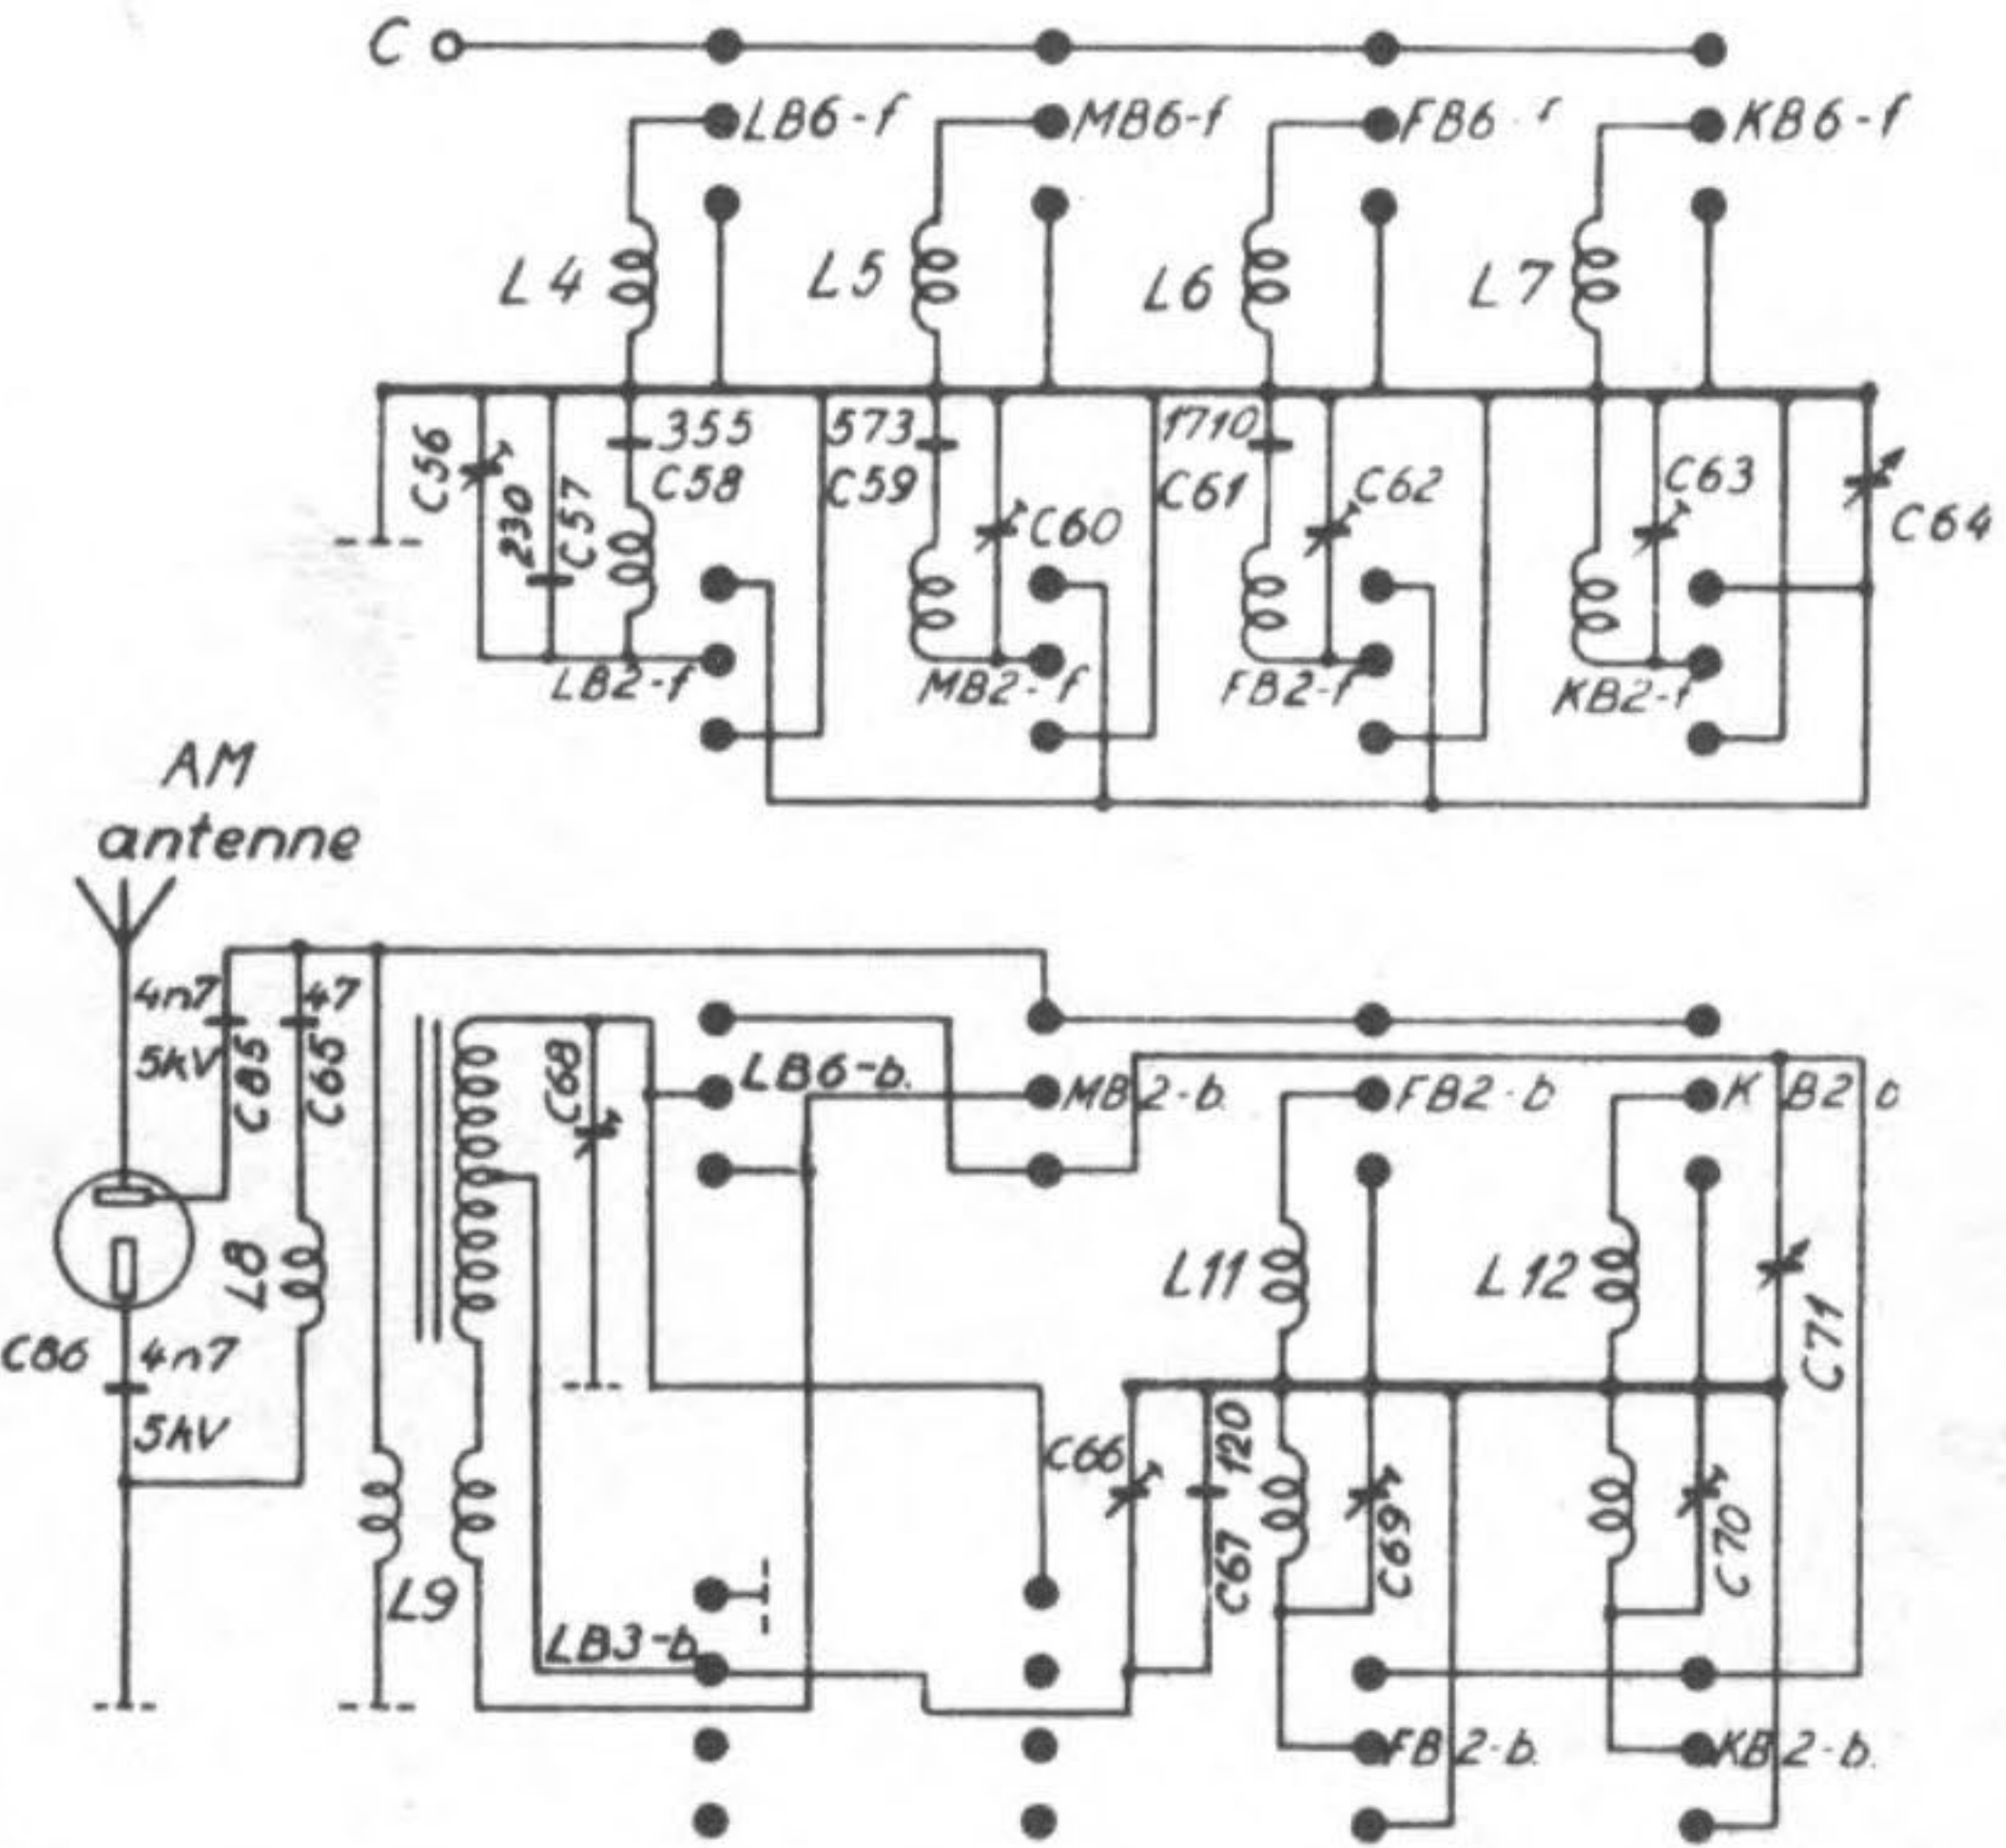 C
LB6-f MB6-f FB6-f KB6-f
L4 L5 L6 L7
355 573 1710
C56 C58 C59 C61 C62 C63
230 C57 C60 C64
LB2-f MB2-f FB2-f KB2-f
AM
antenne
4n7 47
5kV C85 C65 C68
LB6-b. MB2-b. FB2-b KB2 b
L8 L11 L12 C71
C86 4n7
5kV
C66 120
C67 C69 C70
L9
LB3-b
FB2-b. KB2-b.